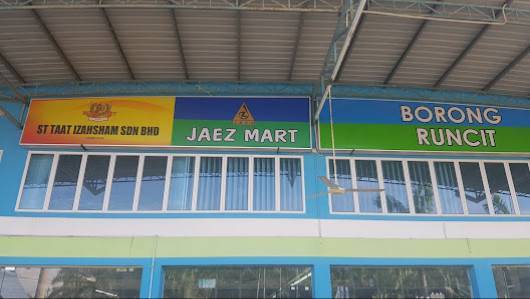 ST TAAT IZAHSHAM SDN BHD
JAEZ MART
BORONG
RUNCIT